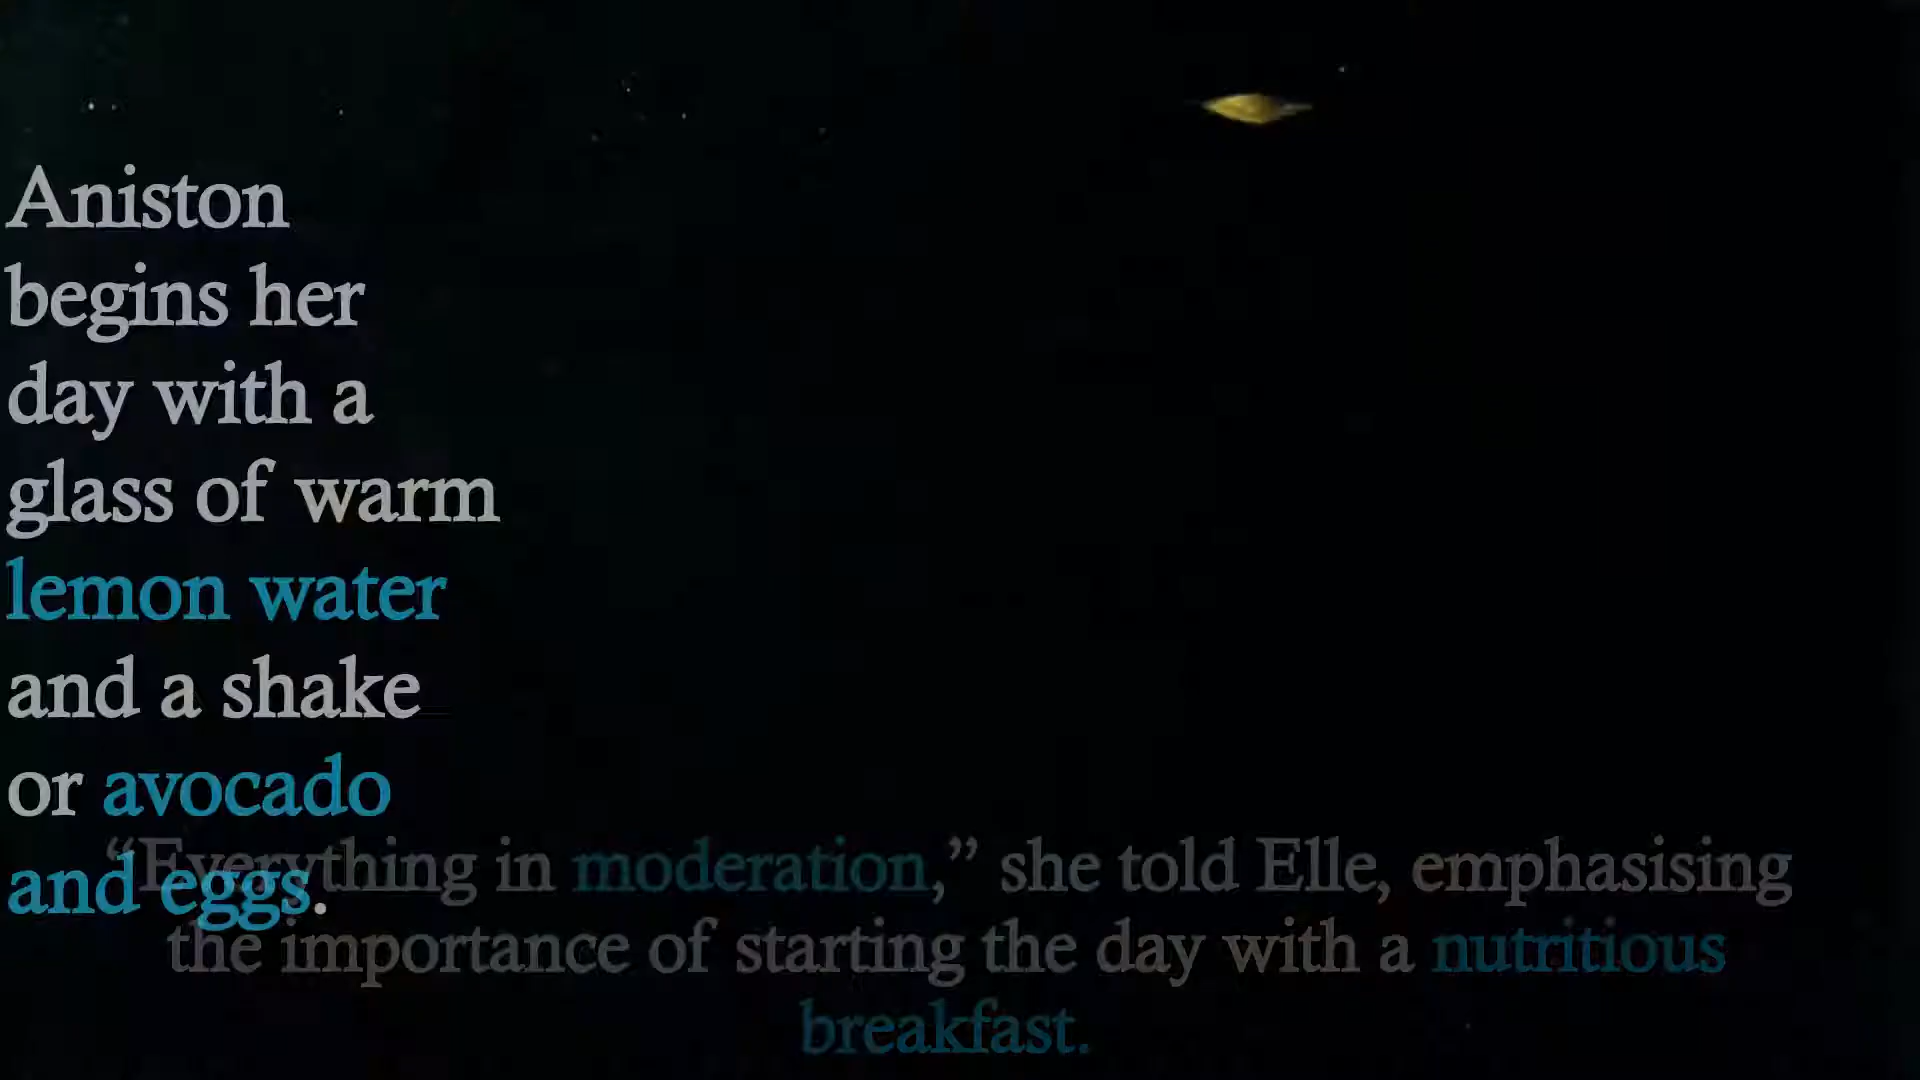 Aniston
begins her
day with a
glass of warm
lemon water
and a shake
or avocado
and eggs.
“Everything in moderation,” she told Elle, emphasising
the importance of starting the day with a nutritious
breakfast.